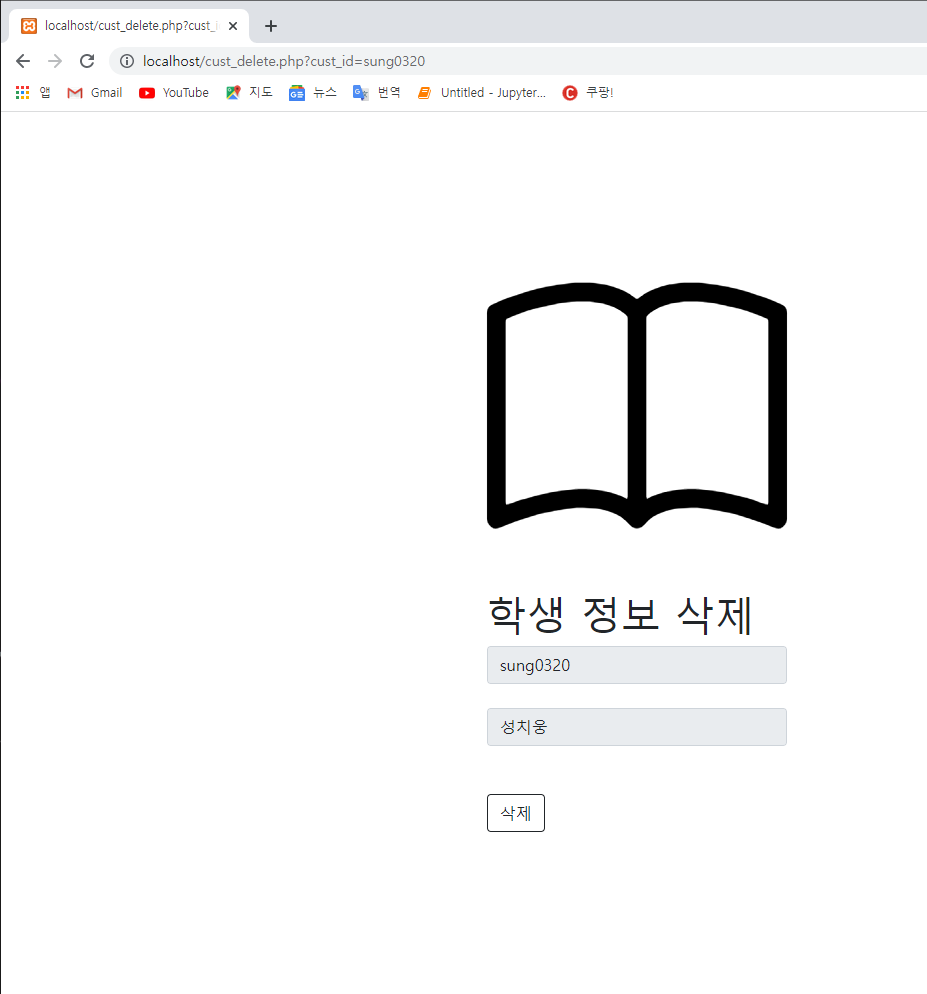 localhost/cust_delete.php?cust_i
localhost/cust_delete.php?cust_id=sung0320
앱 Gmail YouTube 지도 뉴스 번역 Untitled - Jupyter... 쿠팡!
학생 정보 삭제
sung0320
성치웅
삭제